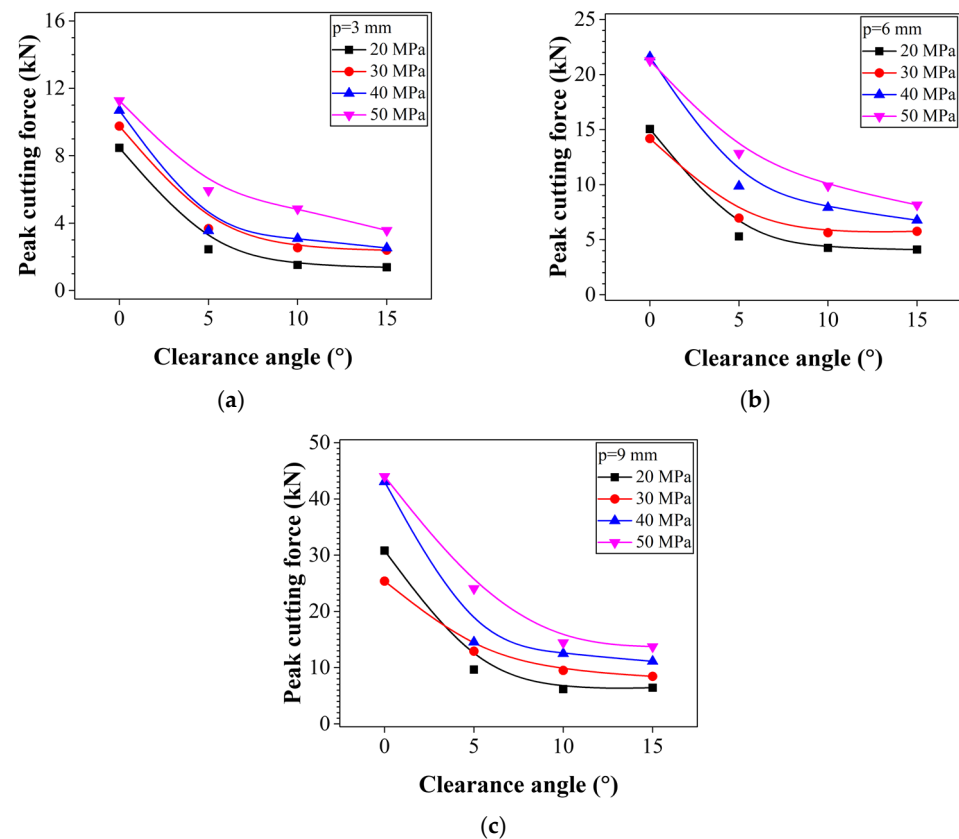 16
12
8
4
0
Peak cutting force (kN)
p=3 mm
20 MPa
30 MPa
40 MPa
50 MPa
0 5 10 15
Clearance angle (°)
(a)
25
20
15
10
5
0
Peak cutting force (kN)
p=6 mm
20 MPa
30 MPa
40 MPa
50 MPa
0 5 10 15
Clearance angle (°)
(b)
50
40
30
20
10
0
Peak cutting force (kN)
p=9 mm
20 MPa
30 MPa
40 MPa
50 MPa
0 5 10 15
Clearance angle (°)
(c)